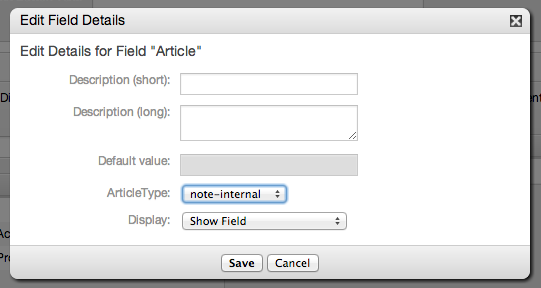 Edit Field Details
Edit Details for Field "Article"
Description (short):
Description (long):
Default value:
ArticleType: note-internal
Display: Show Field
Save Cancel